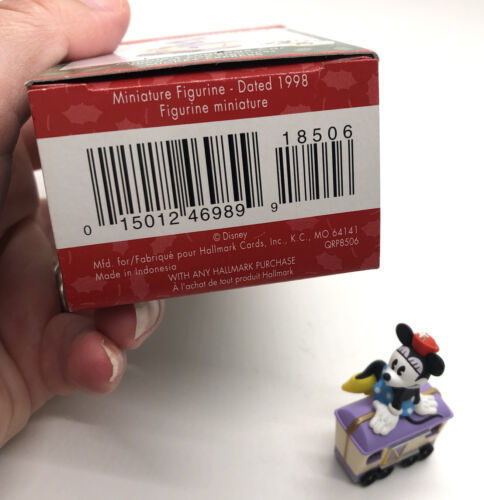 Miniature Figurine - Dated 1998
Figurine miniature
18506
0 15012 46989 9
© Disney
Mfd. for/Fabriqué pour Hallmark Cards, Inc., K.C., MO 64141
Made in Indonesia
QRP8506
WITH ANY HALLMARK PURCHASE
À l'achat de tout produit Hallmark